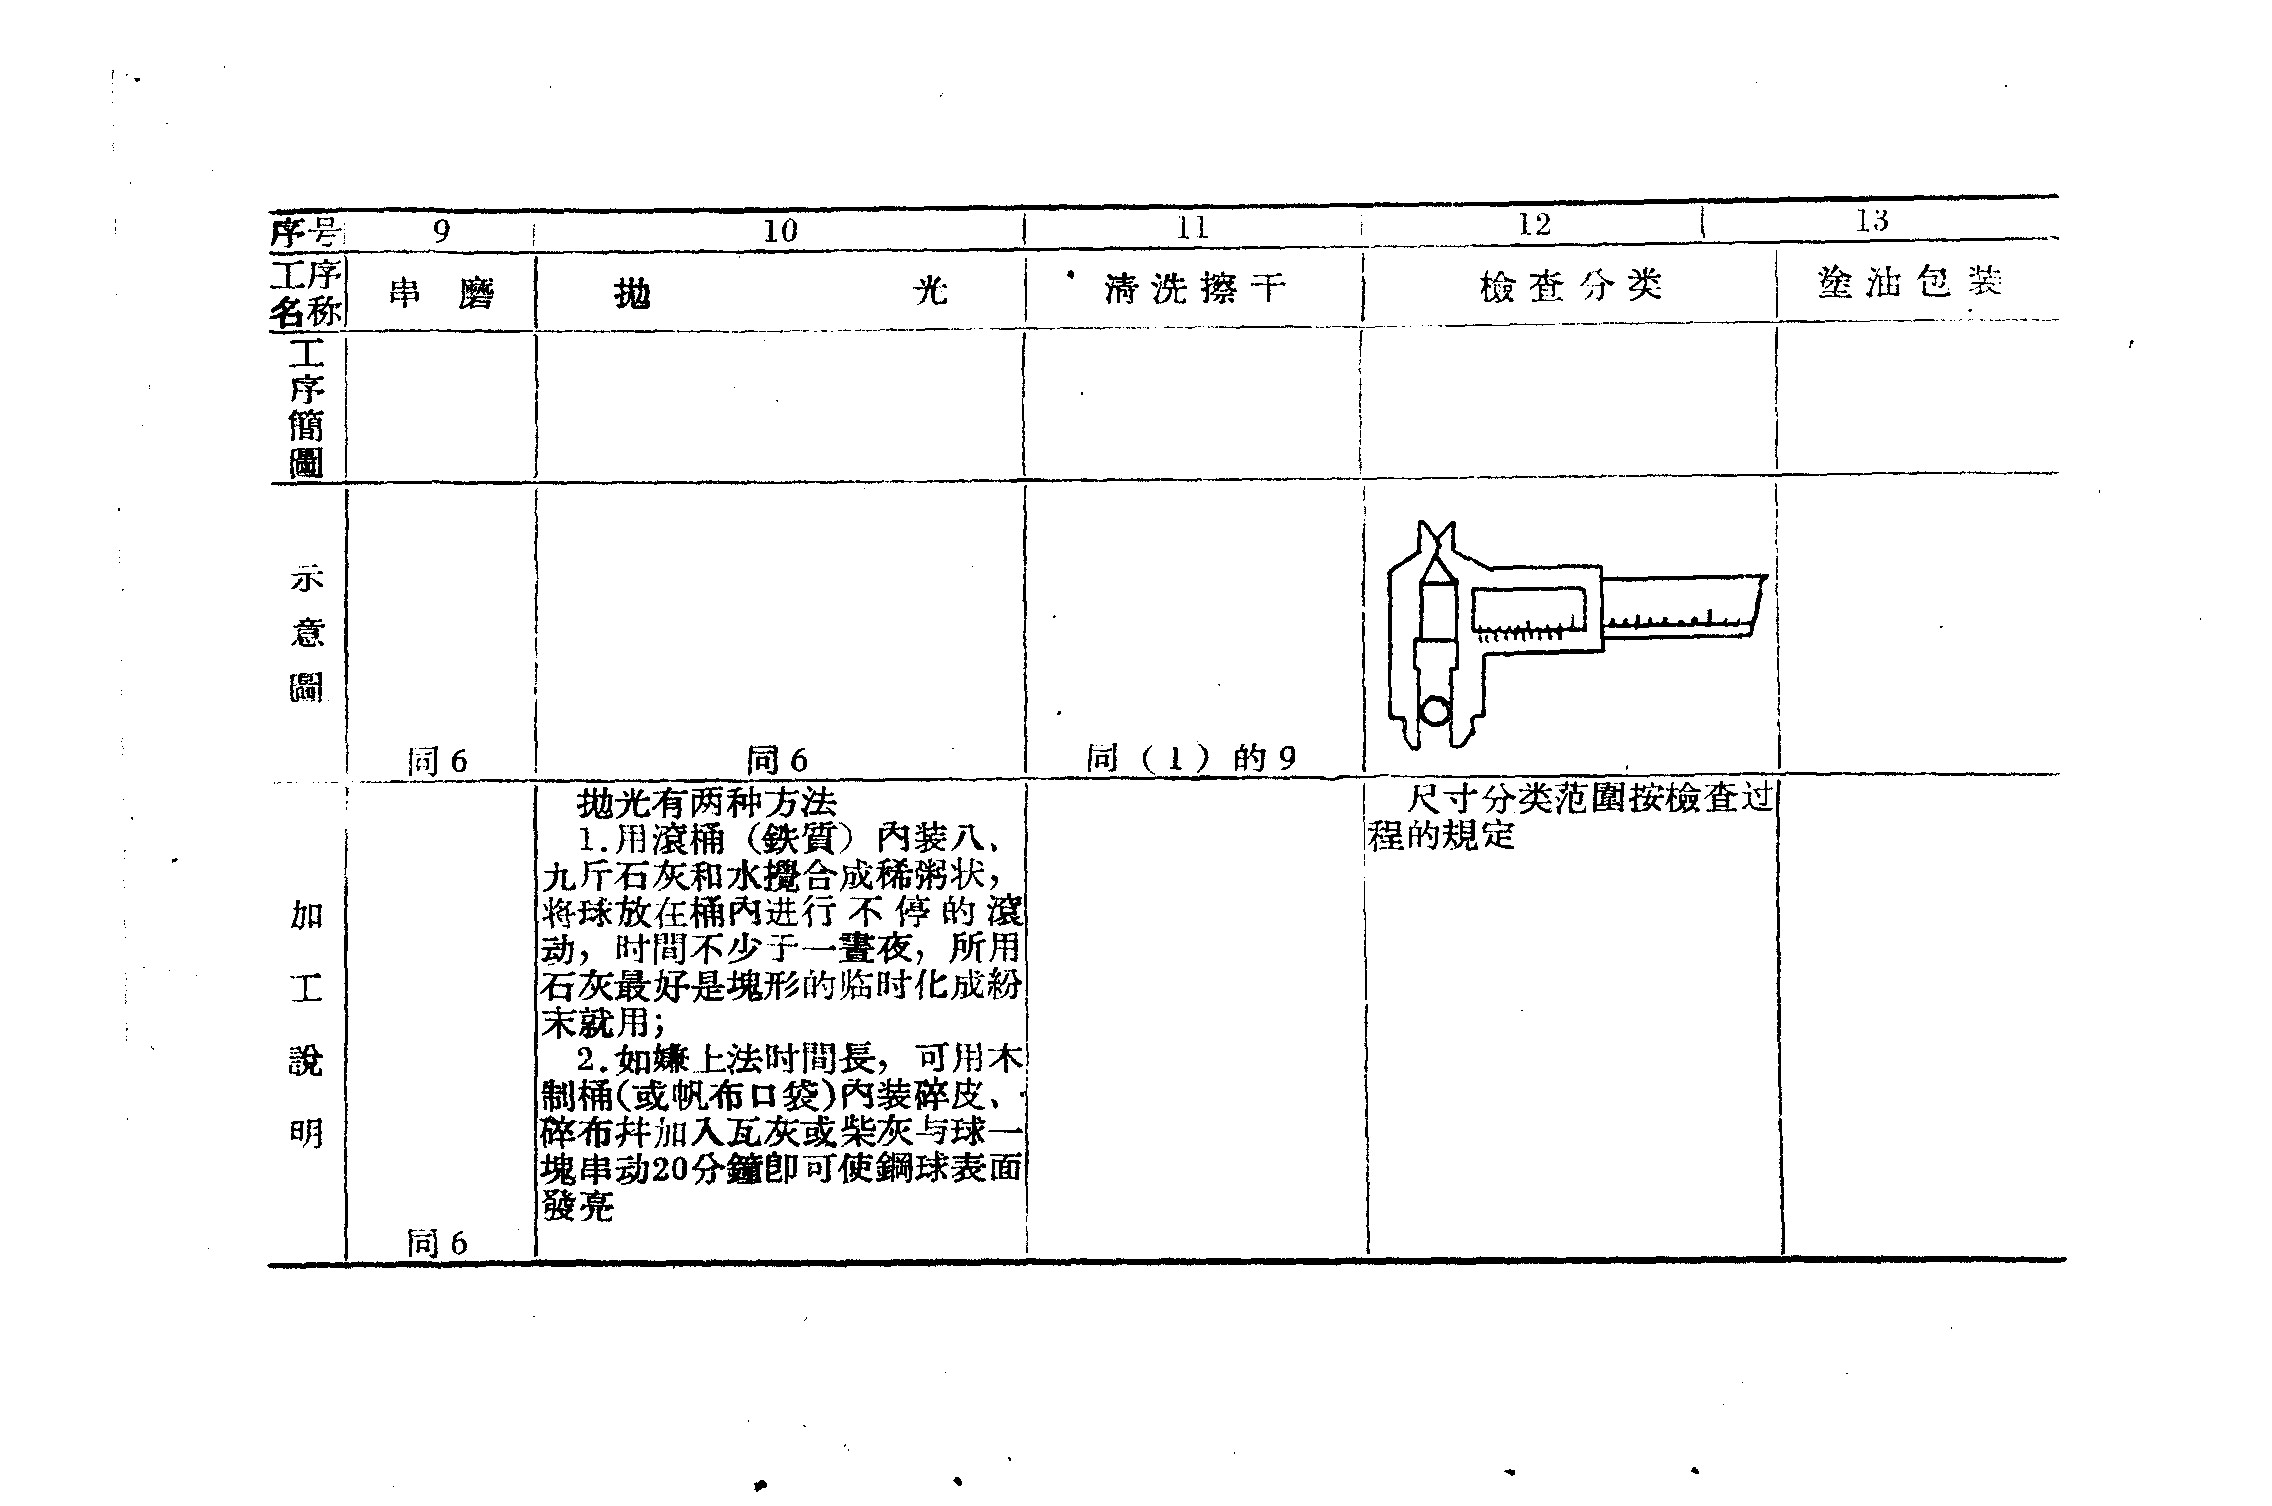 序号 9 10 11 12 13
工序名称 串磨 抛光 清洗擦干 檢查分类 塗油包装
工序簡圖
示意圖 同6 同6 同(1)的9
加工說明
同6
抛光有两种方法
1.用滾桶(鉄質)內装八、
九斤石灰和水攪合成稀粥状，
将球放在桶內进行不停的滾
动，时間不少于一晝夜，所用
石灰最好是塊形的临时化成紛
末就用；
2.如嫌上法时間長，可用木
制桶(或帆布口袋)內装碎皮、
碎布幷加入瓦灰或柴灰与球一
塊串动20分鐘卽可使鋼球表面
發亮
尺寸分类范圍按檢查过
程的規定